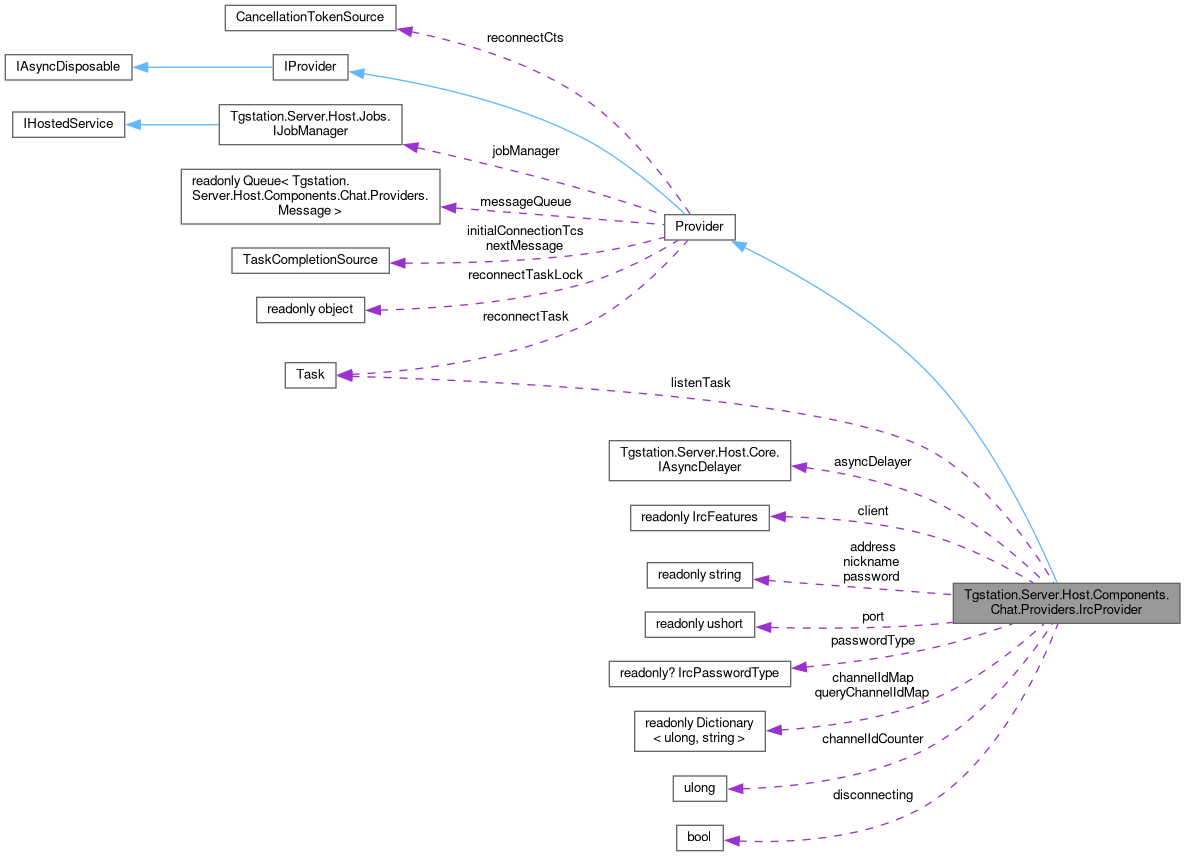 CancellationTokenSource
reconnectCts
IAsyncDisposable
IProvider
Tgstation.Server.Host.Jobs.
IJobManager
IHostedService
jobManager
readonly Queue< Tgstation.
Server.Host.Components.Chat.Providers.
Message >
messageQueue
Provider
initialConnectionTcs
nextMessage
TaskCompletionSource
reconnectTaskLock
readonly object
reconnectTask
Task
listenTask
Tgstation.Server.Host.Core.
IAsyncDelayer
asyncDelayer
readonly IrcFeatures
client
address
nickname
password
readonly string
Tgstation.Server.Host.Components.
Chat.Providers.IrcProvider
readonly ushort
port
passwordType
readonly? IrcPasswordType
channelIdMap
queryChannelIdMap
readonly Dictionary
< ulong, string >
channelIdCounter
ulong
disconnecting
bool